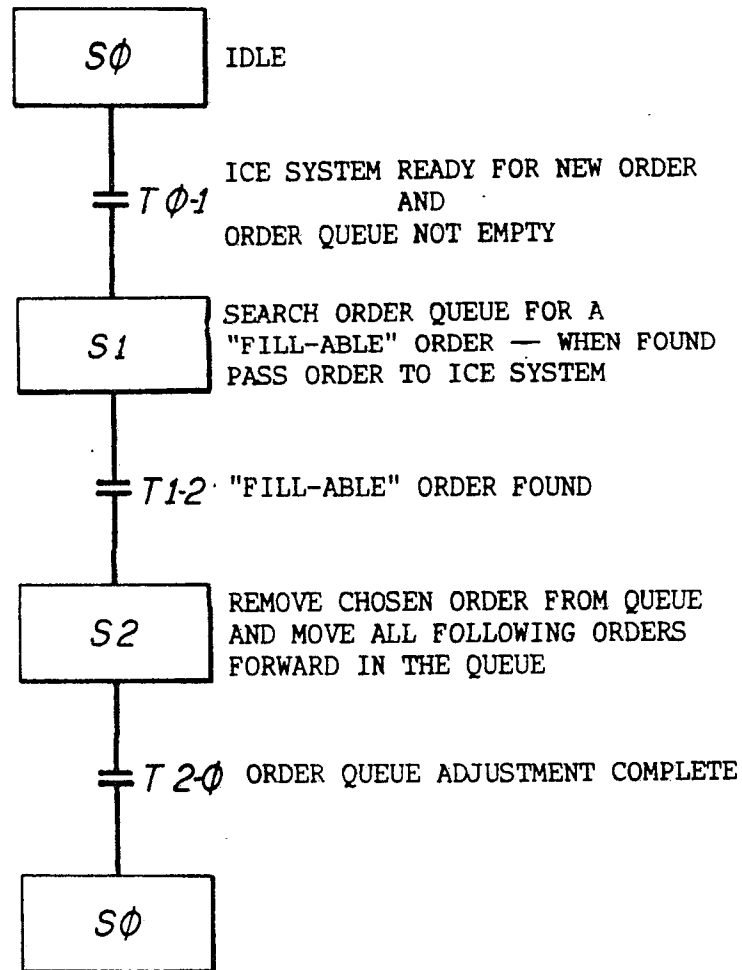 SØ IDLE
TØ-1 ICE SYSTEM READY FOR NEW ORDER
AND
ORDER QUEUE NOT EMPTY
S1 SEARCH ORDER QUEUE FOR A
"FILL-ABLE" ORDER — WHEN FOUND
PASS ORDER TO ICE SYSTEM
T1-2 "FILL-ABLE" ORDER FOUND
S2 REMOVE CHOSEN ORDER FROM QUEUE
AND MOVE ALL FOLLOWING ORDERS
FORWARD IN THE QUEUE
T2-Ø ORDER QUEUE ADJUSTMENT COMPLETE
SØ